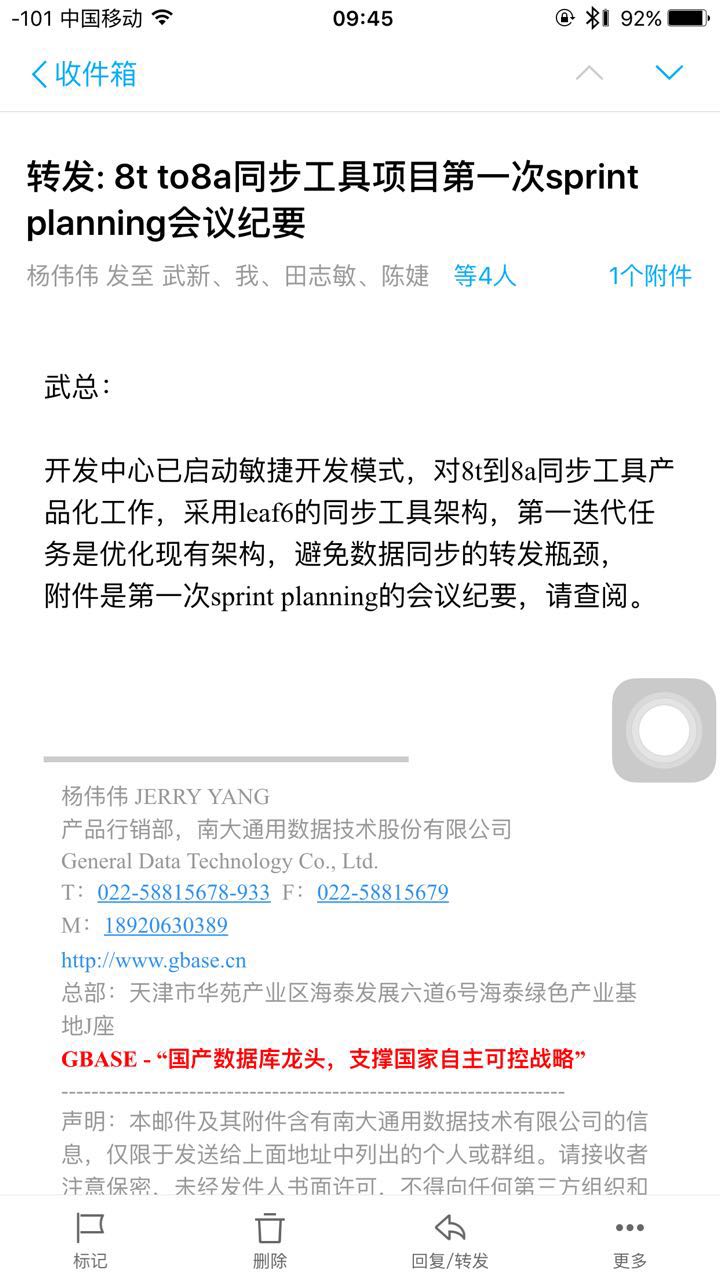 -101 中国移动 09:45 92%
收件箱
转发: 8t to8a同步工具项目第一次sprint
planning会议纪要
杨伟伟 发至 武新、我、田志敏、陈婕 等4人 1个附件
武总：
开发中心已启动敏捷开发模式，对8t到8a同步工具产
品化工作，采用leaf6的同步工具架构，第一迭代任
务是优化现有架构，避免数据同步的转发瓶颈，
附件是第一次sprint planning的会议纪要，请查阅。
杨伟伟 JERRY YANG
产品行销部，南大通用数据技术股份有限公司
General Data Technology Co., Ltd.
T：022-58815678-933 F：022-58815679
M：18920630389
http://www.gbase.cn
总部：天津市华苑产业区海泰发展六道6号海泰绿色产业基
地J座
GBASE - “国产数据库龙头，支撑国家自主可控战略”
-------------------------------------------------------------------
声明：本邮件及其附件含有南大通用数据技术有限公司的信
息，仅限于发送给上面地址中列出的个人或群组。请接收者
注意保密，未经发件人书面许可，不得向任何第三方组织和
标记 删除 回复/转发 更多